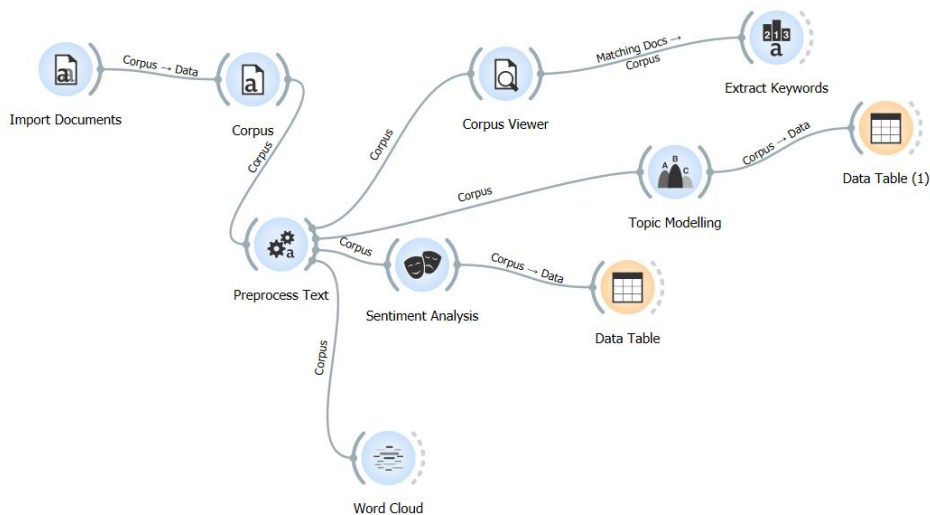 Corpus → Data
Import Documents
Corpus
Corpus
Preprocess Text
Corpus
Corpus Viewer
Matching Docs →
Corpus
Extract Keywords
Corpus
Topic Modelling
Corpus → Data
Data Table (1)
Corpus
Sentiment Analysis
Corpus → Data
Data Table
Corpus
Word Cloud